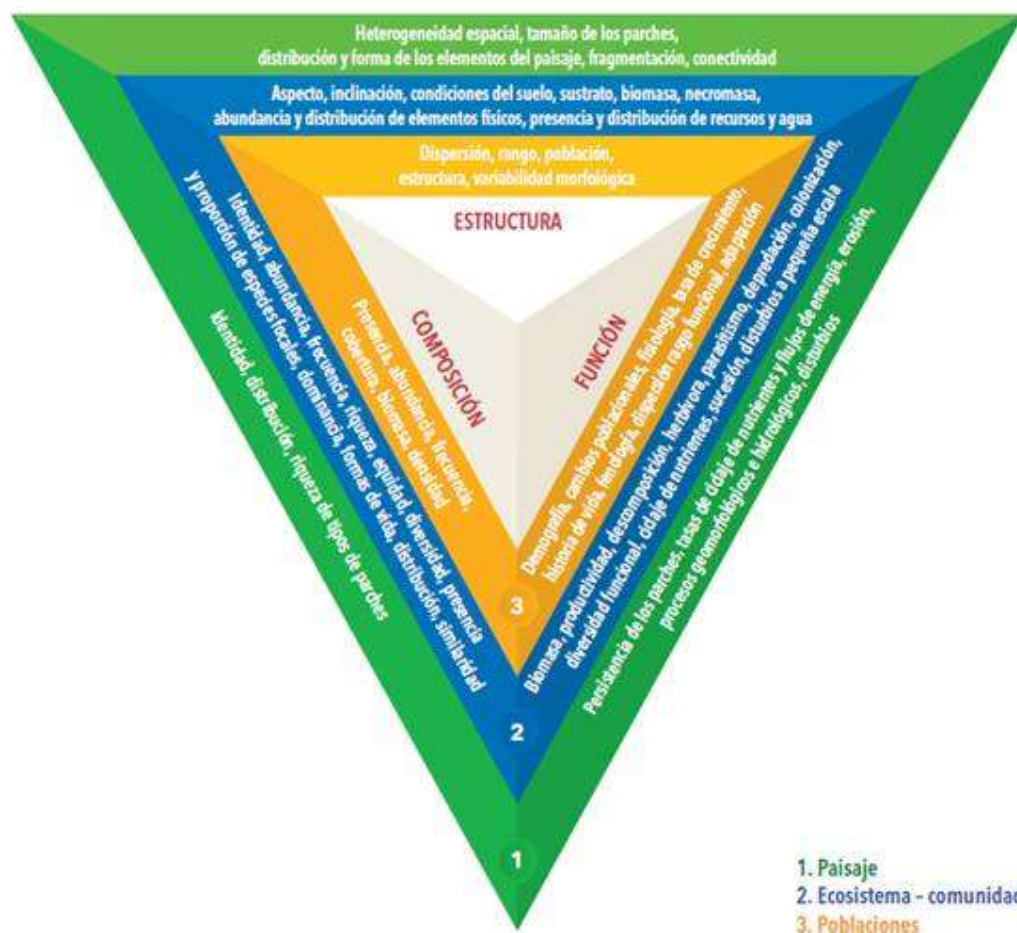 Heterogeneidad espacial, tamaño de los parches,
distribución y forma de los elementos del paisaje, fragmentación, conectividad
Aspecto, inclinación, condiciones del suelo, sustrato, biomasa, necromasa,
abundancia y distribución de elementos físicos, presencia y distribución de recursos y agua
Dispersión, rango, población,
estructura, variabilidad morfológica
ESTRUCTURA
COMPOSICIÓN
FUNCIÓN
Presencia, abundancia, frecuencia,
cobertura, biomasa, densidad
Identidad, abundancia, frecuencia, riqueza, equidad, diversidad, presencia
y proporción de especies focales, dominancia, formas de vida, distribución, similaridad
Identidad, distribución, riqueza de tipos de parches
Demografía, cambios poblacionales, fisiología, tasa de crecimiento,
historia de vida, fenología, dispersión rasgo funcional, adaptación
Biomasa, productividad, descomposición, herbívora, parasitismo, depredación, colonización,
diversidad funcional, ciclaje de nutrientes, sucesión, disturbios a pequeña escala
Persistencia de los parches, tasas de ciclaje de nutrientes y flujos de energía, erosión,
procesos geomorfológicos e hidrológicos, disturbios
3
2
1
1. Paisaje
2. Ecosistema - comunidad
3. Poblaciones